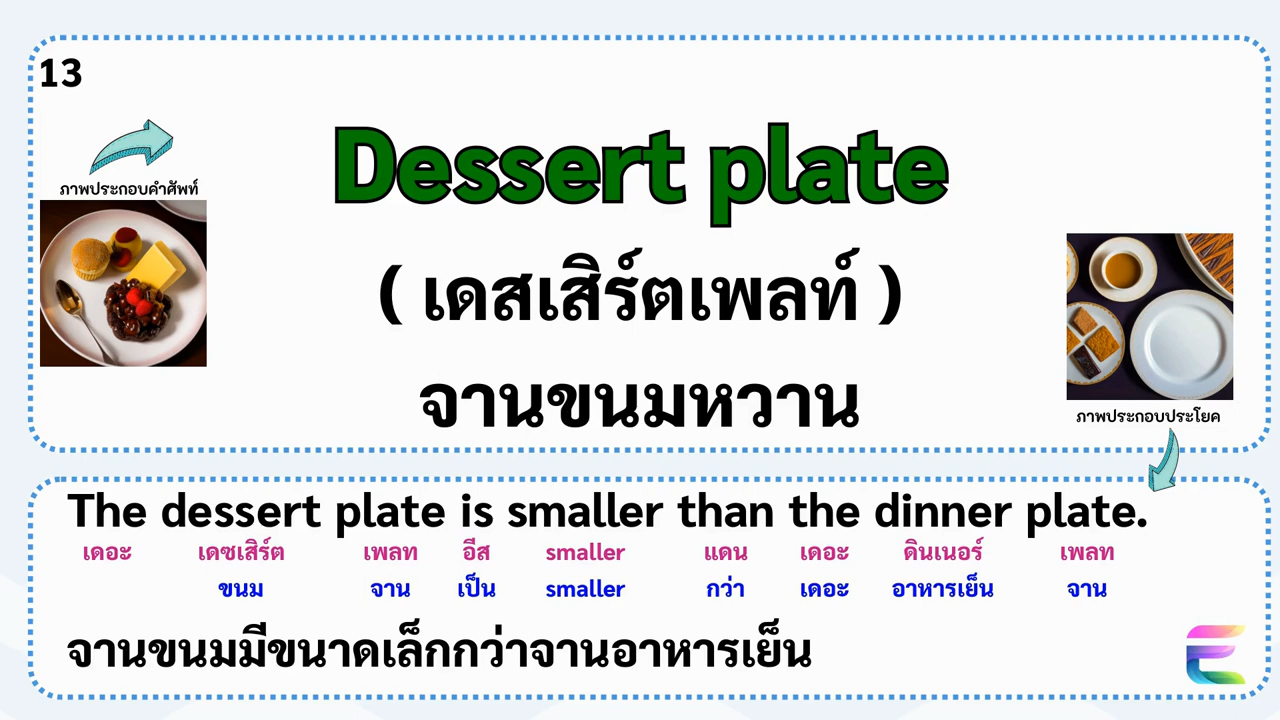 13
ภาพประกอบคำศัพท์
Dessert plate
( เดสเสิร์ตเพลท์ )
จานขนมหวาน
ภาพประกอบประโยค
The dessert plate is smaller than the dinner plate.
เดอะ เดซเสิร์ต เพลท อีส smaller แดน เดอะ ดินเนอร์ เพลท
ขนม จาน เป็น smaller กว่า เดอะ อาหารเย็น จาน
จานขนมมีขนาดเล็กกว่าจานอาหารเย็น